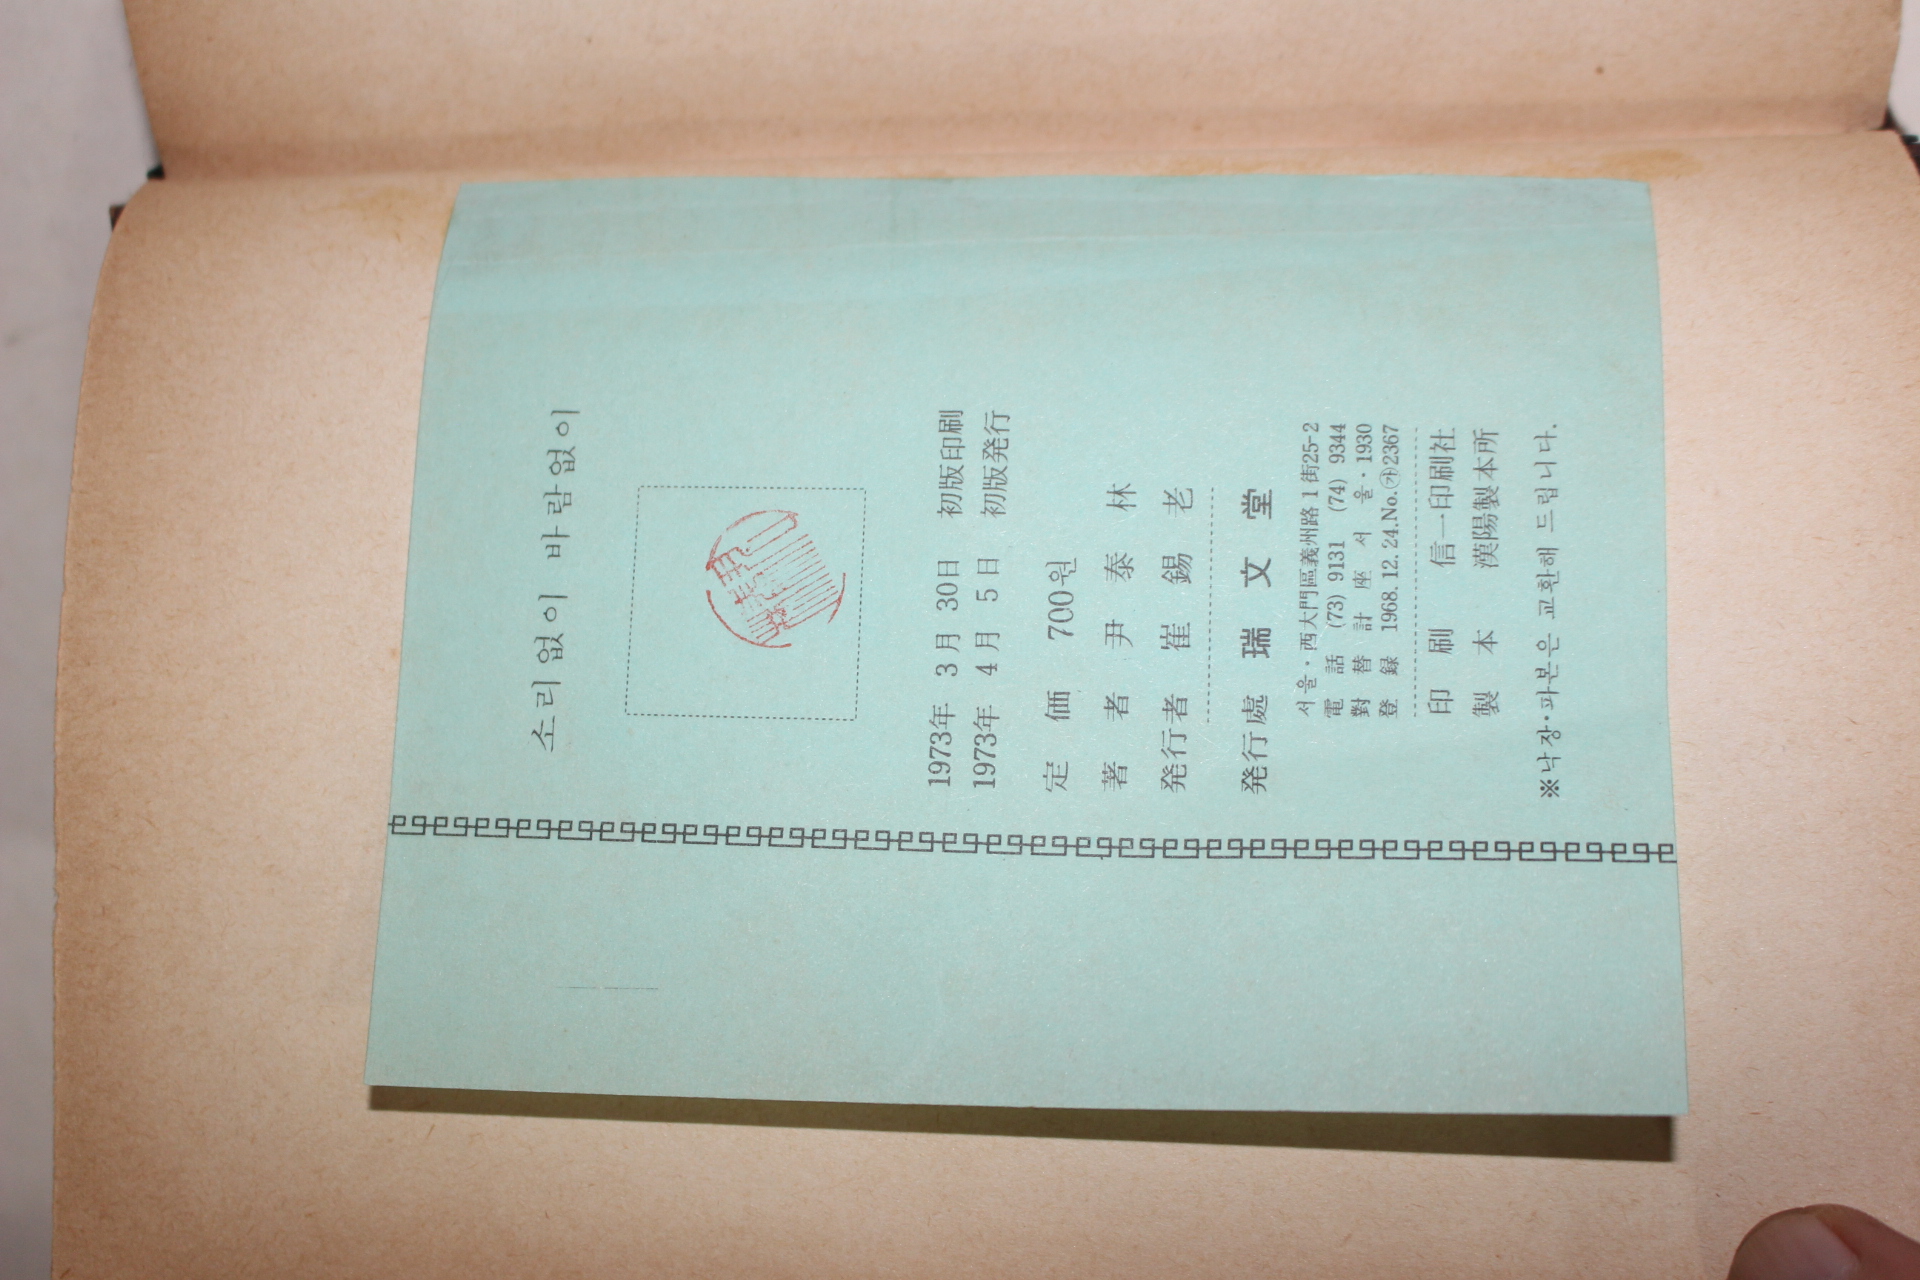 소리없이 바람없이
1973年 3月 30日 初版印刷
1973年 4月 5日 初版発行
定価 700원
著者 尹泰林
発行者 崔錫老
発行處 瑞文堂
서울·西大門區義州路1街25-2
電話 (73) 9131 (74) 9344
對替計座 서울·1930
登録 1968. 12. 24. No.㉮2367
印刷 信一印刷社
製本 漢陽製本所
※낙장·파본은 교환해 드립니다.